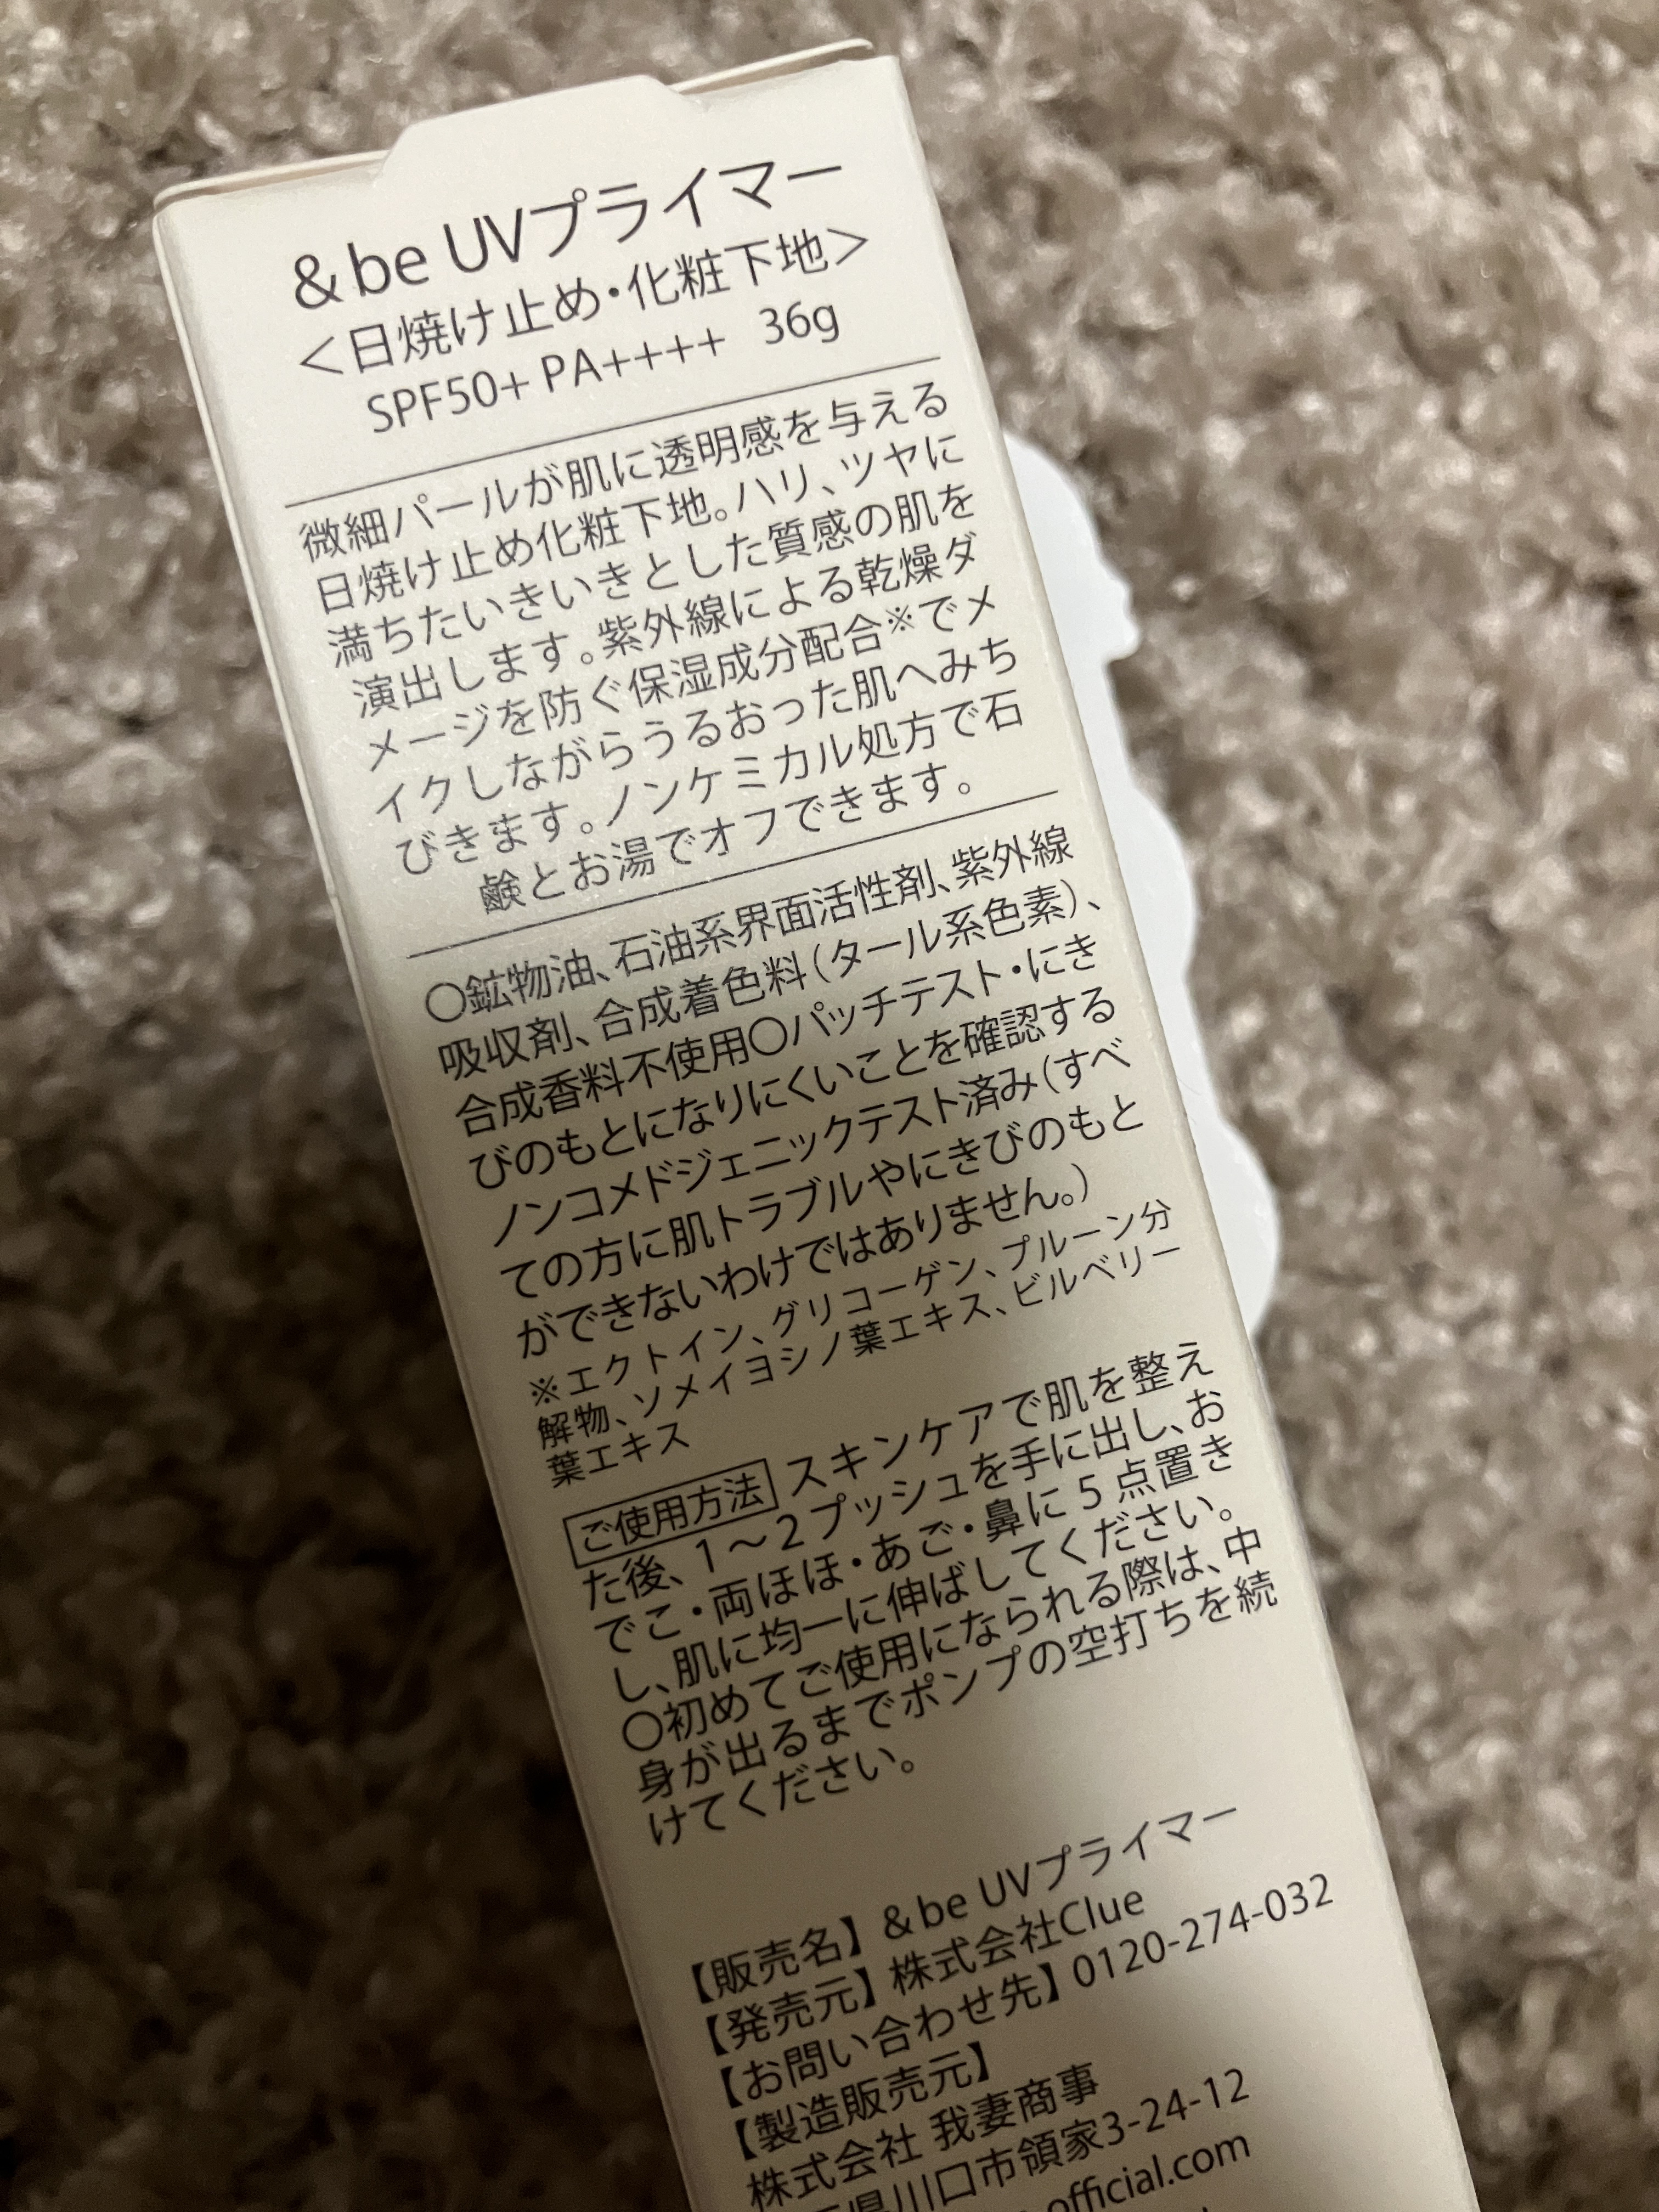 &be UVプライマー
＜日焼け止め・化粧下地＞
SPF50+ PA++++ 36g
微細パールが肌に透明感を与える
日焼け止め化粧下地。ハリ、ツヤに
満ちたいきいきとした質感の肌を
演出します。紫外線による乾燥ダ
メージを防ぐ保湿成分配合※でメ
イクしながらうるおった肌へみち
びきます。ノンケミカル処方で石
鹸とお湯でオフできます。
○鉱物油、石油系界面活性剤、紫外線
吸収剤、合成着色料（タール系色素）、
合成香料不使用○パッチテスト・にき
びのもとになりにくいことを確認する
ノンコメドジェニックテスト済み（すべ
ての方に肌トラブルやにきびのもと
ができないわけではありません。）
※エクトイン、グリコーゲン、プルーン分
解物、ソメイヨシノ葉エキス、ビルベリー
葉エキス
ご使用方法 スキンケアで肌を整え
た後、1～2プッシュを手に出し、お
でこ・両ほほ・あご・鼻に5点置き
し、肌に均一に伸ばしてください。
○初めてご使用になられる際は、中
身が出るまでポンプの空打ちを続
けてください。
【販売名】&be UVプライマー
【発売元】株式会社Clue
【お問い合わせ先】0120-274-032
【製造販売元】
株式会社 我妻商事
県川口市領家3-24-12
official.com